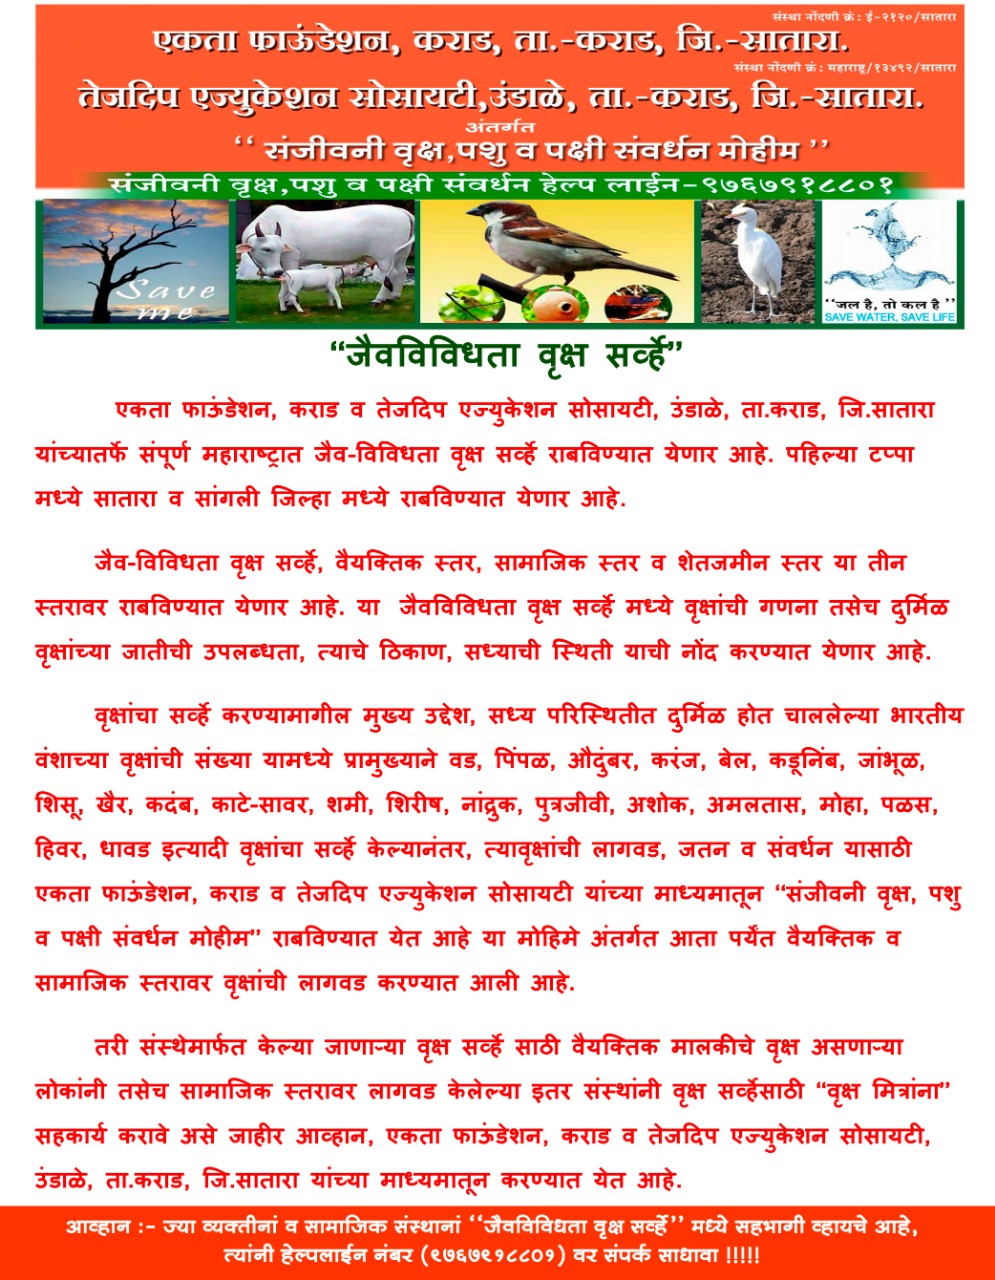 संस्था नोंदणी क्रं : ई-२१२०/सातारा
एकता फाऊंडेशन, कराड, ता.-कराड, जि.-सातारा.
संस्था नोंदणी क्रं : महाराष्ट्र/१३४९२/सातारा
तेजदिप एज्युकेशन सोसायटी,उंडाळे, ता.-कराड, जि.-सातारा.
अंतर्गत
‘‘ संजीवनी वृक्ष,पशु व पक्षी संवर्धन मोहीम ’’
संजीवनी वृक्ष,पशु व पक्षी संवर्धन हेल्प लाईन-९७६७९१८८०१
Save
me
‘‘जल है, तो कल है ’’
SAVE WATER, SAVE LIFE
“जैवविविधता वृक्ष सर्व्हे”
एकता फाऊंडेशन, कराड व तेजदिप एज्युकेशन सोसायटी, उंडाळे, ता.कराड, जि.सातारा
यांच्यातर्फे संपूर्ण महाराष्ट्रात जैव-विविधता वृक्ष सर्व्हे राबविण्यात येणार आहे. पहिल्या टप्पा
मध्ये सातारा व सांगली जिल्हा मध्ये राबविण्यात येणार आहे.
जैव-विविधता वृक्ष सर्व्हे, वैयक्तिक स्तर, सामाजिक स्तर व शेतजमीन स्तर या तीन
स्तरावर राबविण्यात येणार आहे. या जैवविविधता वृक्ष सर्व्हे मध्ये वृक्षांची गणना तसेच दुर्मिळ
वृक्षांच्या जातीची उपलब्धता, त्याचे ठिकाण, सध्याची स्थिती याची नोंद करण्यात येणार आहे.
वृक्षांचा सर्व्हे करण्यामागील मुख्य उद्देश, सध्य परिस्थितीत दुर्मिळ होत चाललेल्या भारतीय
वंशाच्या वृक्षांची संख्या यामध्ये प्रामुख्याने वड, पिंपळ, औदुंबर, करंज, बेल, कडूनिंब, जांभूळ,
शिसू, खैर, कदंब, काटे-सावर, शमी, शिरीष, नांद्रुक, पुत्रजीवी, अशोक, अमलतास, मोहा, पळस,
हिवर, धावड इत्यादी वृक्षांचा सर्व्हे केल्यानंतर, त्यावृक्षांची लागवड, जतन व संवर्धन यासाठी
एकता फाऊंडेशन, कराड व तेजदिप एज्युकेशन सोसायटी यांच्या माध्यमातून “संजीवनी वृक्ष, पशु
व पक्षी संवर्धन मोहीम” राबविण्यात येत आहे या मोहिमे अंतर्गत आता पर्यंत वैयक्तिक व
सामाजिक स्तरावर वृक्षांची लागवड करण्यात आली आहे.
तरी संस्थेमार्फत केल्या जाणाऱ्या वृक्ष सर्व्हे साठी वैयक्तिक मालकीचे वृक्ष असणाऱ्या
लोकांनी तसेच सामाजिक स्तरावर लागवड केलेल्या इतर संस्थांनी वृक्ष सर्व्हेसाठी “वृक्ष मित्रांना”
सहकार्य करावे असे जाहीर आव्हान, एकता फाऊंडेशन, कराड व तेजदिप एज्युकेशन सोसायटी,
उंडाळे, ता.कराड, जि.सातारा यांच्या माध्यमातून करण्यात येत आहे.
आव्हान :- ज्या व्यक्तीनां व सामाजिक संस्थानां ‘‘जैवविविधता वृक्ष सर्व्हे’’ मध्ये सहभागी व्हायचे आहे,
त्यांनी हेल्पलाईन नंबर (९७६७९१८८०१) वर संपर्क साधावा !!!!!